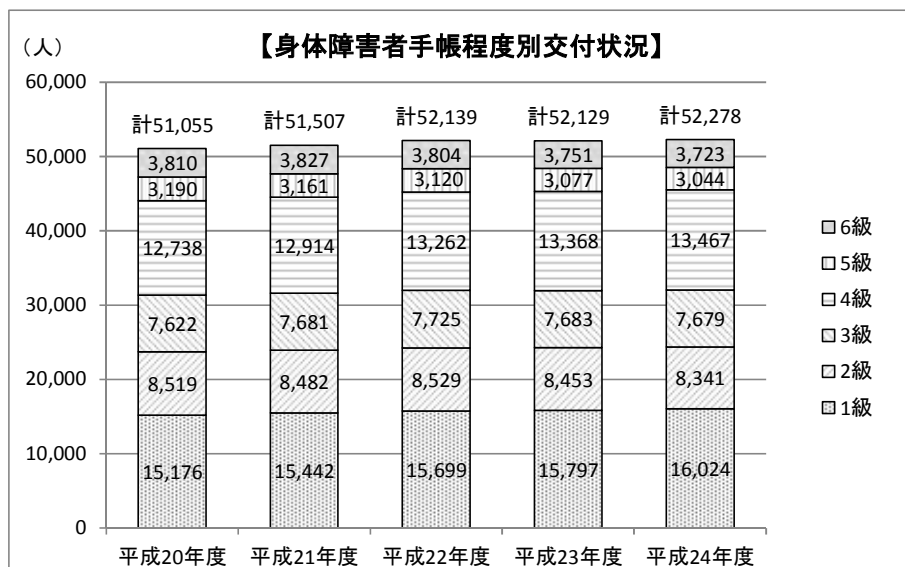 （人）
【身体障害者手帳程度別交付状況】
60,000
50,000
40,000
30,000
20,000
10,000
0
計51,055
計51,507
計52,139
計52,129
計52,278
3,810
3,827
3,804
3,751
3,723
3,190
3,161
3,120
3,077
3,044
12,738
12,914
13,262
13,368
13,467
7,622
7,681
7,725
7,683
7,679
8,519
8,482
8,529
8,453
8,341
15,176
15,442
15,699
15,797
16,024
平成20年度
平成21年度
平成22年度
平成23年度
平成24年度
6級
5級
4級
3級
2級
1級